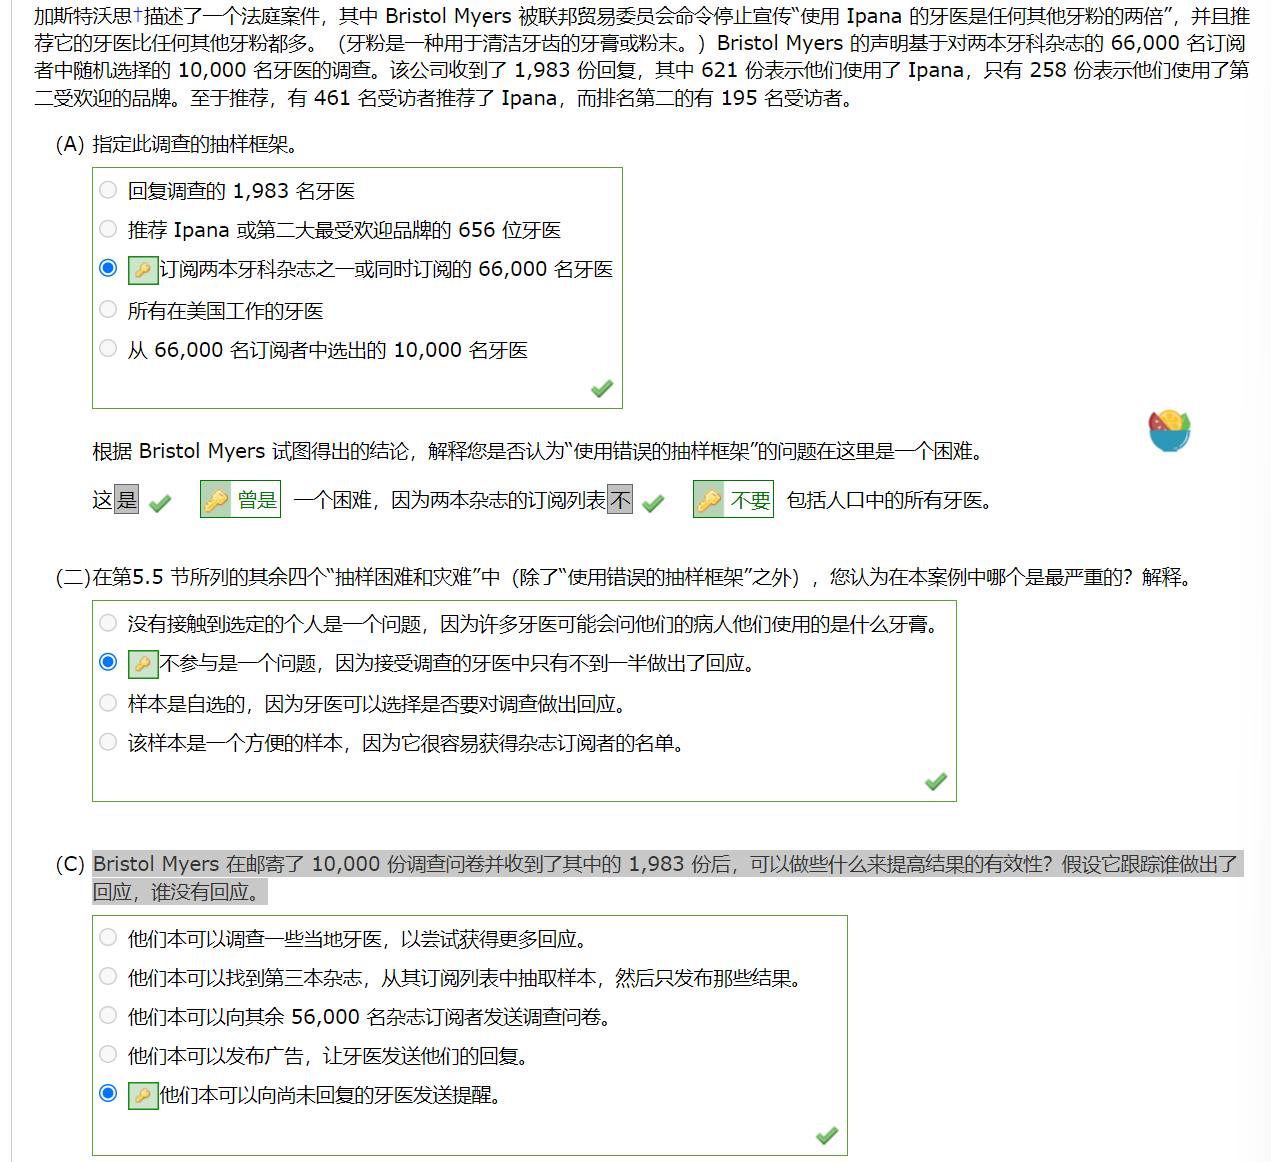 加斯特沃思†描述了一个法庭案件，其中 Bristol Myers 被联邦贸易委员会命令停止宣传“使用 Ipana 的牙医是任何其他牙粉的两倍”，并且推
荐它的牙医比任何其他牙粉都多。（牙粉是一种用于清洁牙齿的牙膏或粉末。）Bristol Myers 的声明基于对两本牙科杂志的 66,000 名订阅
者中随机选择的 10,000 名牙医的调查。该公司收到了 1,983 份回复，其中 621 份表示他们使用了 Ipana，只有 258 份表示他们使用了第
二受欢迎的品牌。至于推荐，有 461 名受访者推荐了 Ipana，而排名第二的有 195 名受访者。
(A) 指定此调查的抽样框架。
回复调查的 1,983 名牙医
推荐 Ipana 或第二大最受欢迎品牌的 656 位牙医
订阅两本牙科杂志之一或同时订阅的 66,000 名牙医
所有在美国工作的牙医
从 66,000 名订阅者中选出的 10,000 名牙医
根据 Bristol Myers 试图得出的结论，解释您是否认为“使用错误的抽样框架”的问题在这里是一个困难。
这是 曾是 一个困难，因为两本杂志的订阅列表不 不要 包括人口中的所有牙医。
(二)在第5.5 节所列的其余四个“抽样困难和灾难”中（除了“使用错误的抽样框架”之外），您认为在本案例中哪个是最严重的？解释。
没有接触到选定的个人是一个问题，因为许多牙医可能会问他们的病人他们使用的是什么牙膏。
不参与是一个问题，因为接受调查的牙医中只有不到一半做出了回应。
样本是自选的，因为牙医可以选择是否要对调查做出回应。
该样本是一个方便的样本，因为它很容易获得杂志订阅者的名单。
(C) Bristol Myers 在邮寄了 10,000 份调查问卷并收到了其中的 1,983 份后，可以做些什么来提高结果的有效性？假设它跟踪谁做出了
回应，谁没有回应。
他们本可以调查一些当地牙医，以尝试获得更多回应。
他们本可以找到第三本杂志，从其订阅列表中抽取样本，然后只发布那些结果。
他们本可以向其余 56,000 名杂志订阅者发送调查问卷。
他们本可以发布广告，让牙医发送他们的回复。
他们本可以向尚未回复的牙医发送提醒。